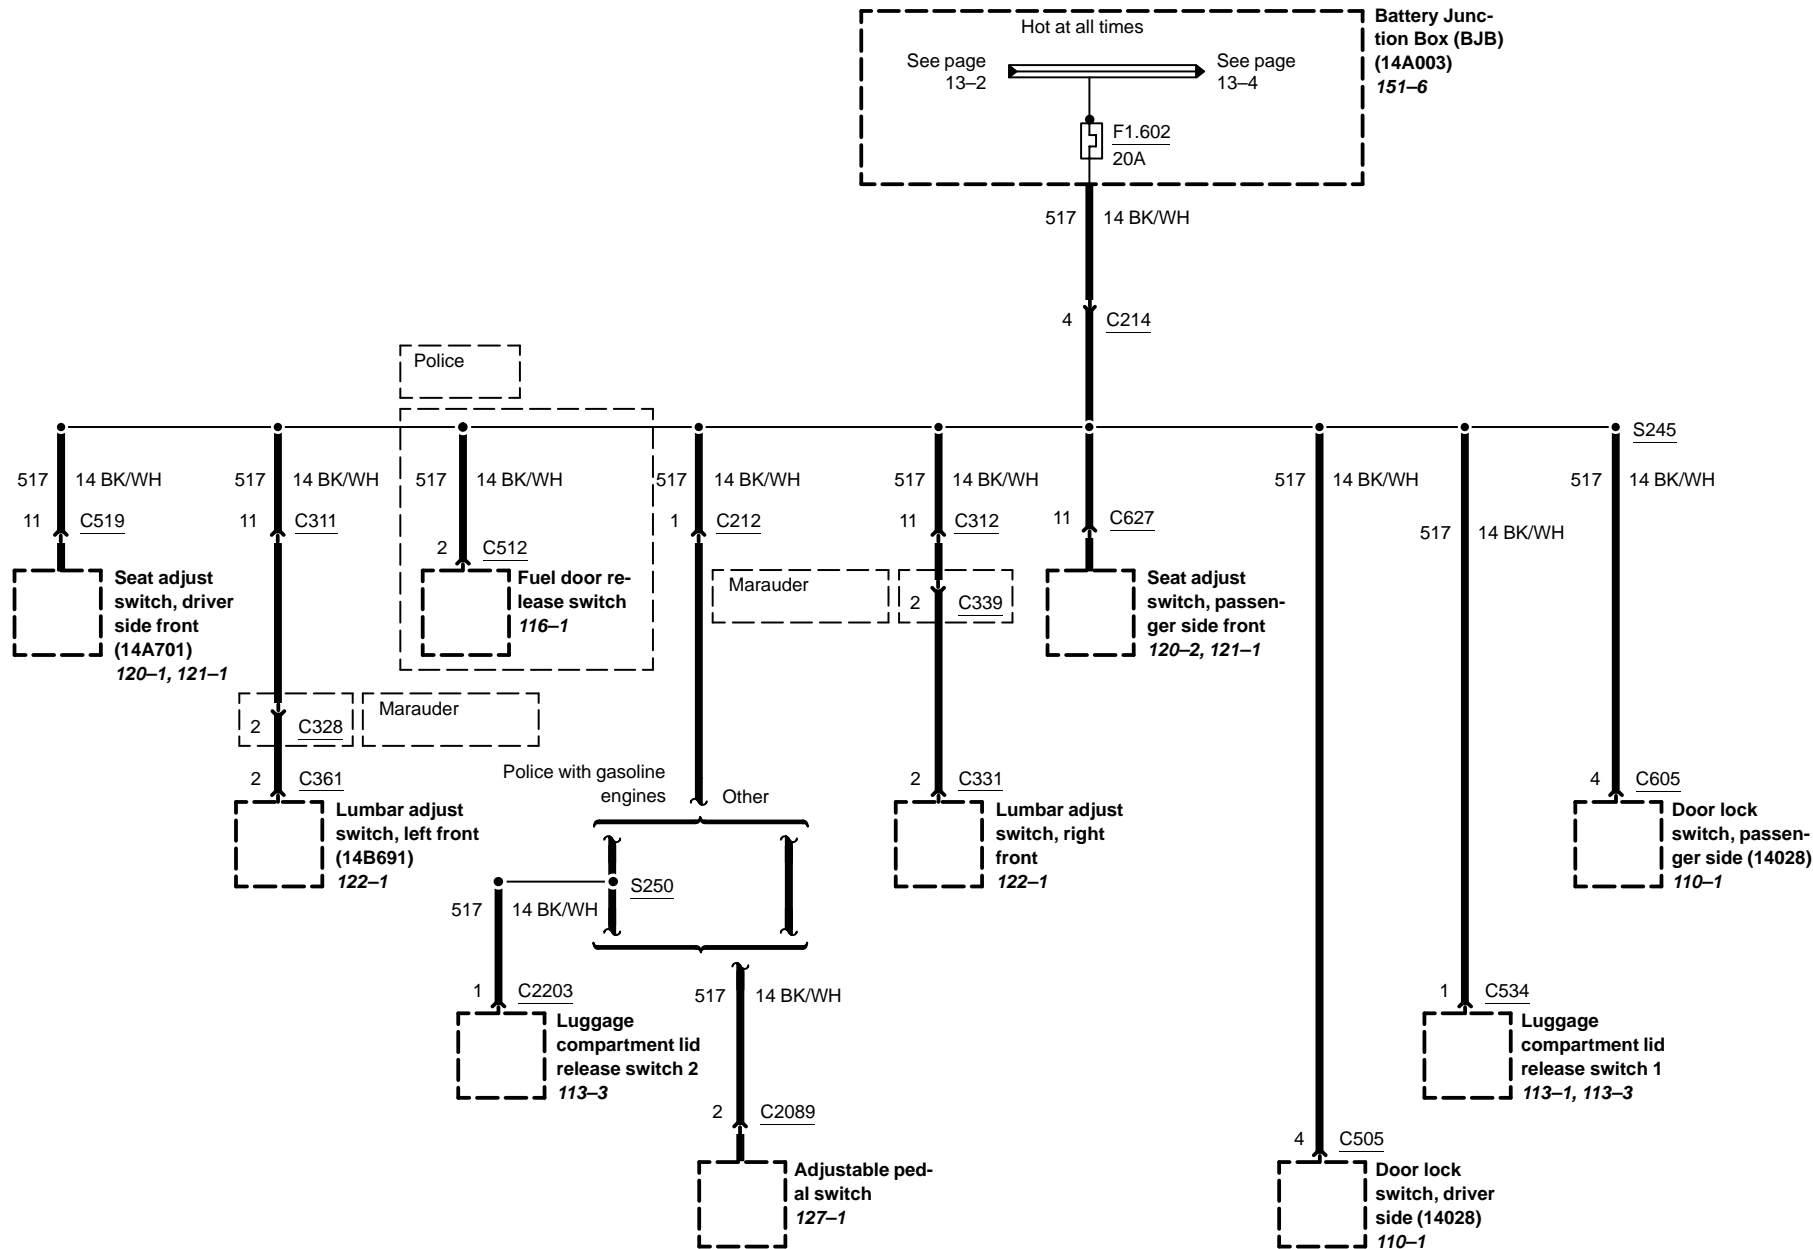 Hot at all times
See page
13–2
See page
13–4
F1.602
20A
Battery Junc-
tion Box (BJB)
(14A003)
151–6
517 14 BK/WH
4 C214
Police
S245
517 14 BK/WH
517 14 BK/WH
517 14 BK/WH
517 14 BK/WH
517 14 BK/WH
517 14 BK/WH
517 14 BK/WH
517 14 BK/WH
11 C519
11 C311
2 C512
1 C212
11 C312
11 C627
Seat adjust
switch, driver
side front
(14A701)
120–1, 121–1
Fuel door re-
lease switch
116–1
Marauder
2 C339
Seat adjust
switch, passen-
ger side front
120–2, 121–1
2 C328
Marauder
2 C361
Lumbar adjust
switch, left front
(14B691)
122–1
Police with gasoline
engines
Other
2 C331
Lumbar adjust
switch, right
front
122–1
4 C605
Door lock
switch, passen-
ger side (14028)
110–1
S250
517 14 BK/WH
1 C2203
Luggage
compartment lid
release switch 2
113–3
517 14 BK/WH
2 C2089
Adjustable ped-
al switch
127–1
1 C534
Luggage
compartment lid
release switch 1
113–1, 113–3
4 C505
Door lock
switch, driver
side (14028)
110–1